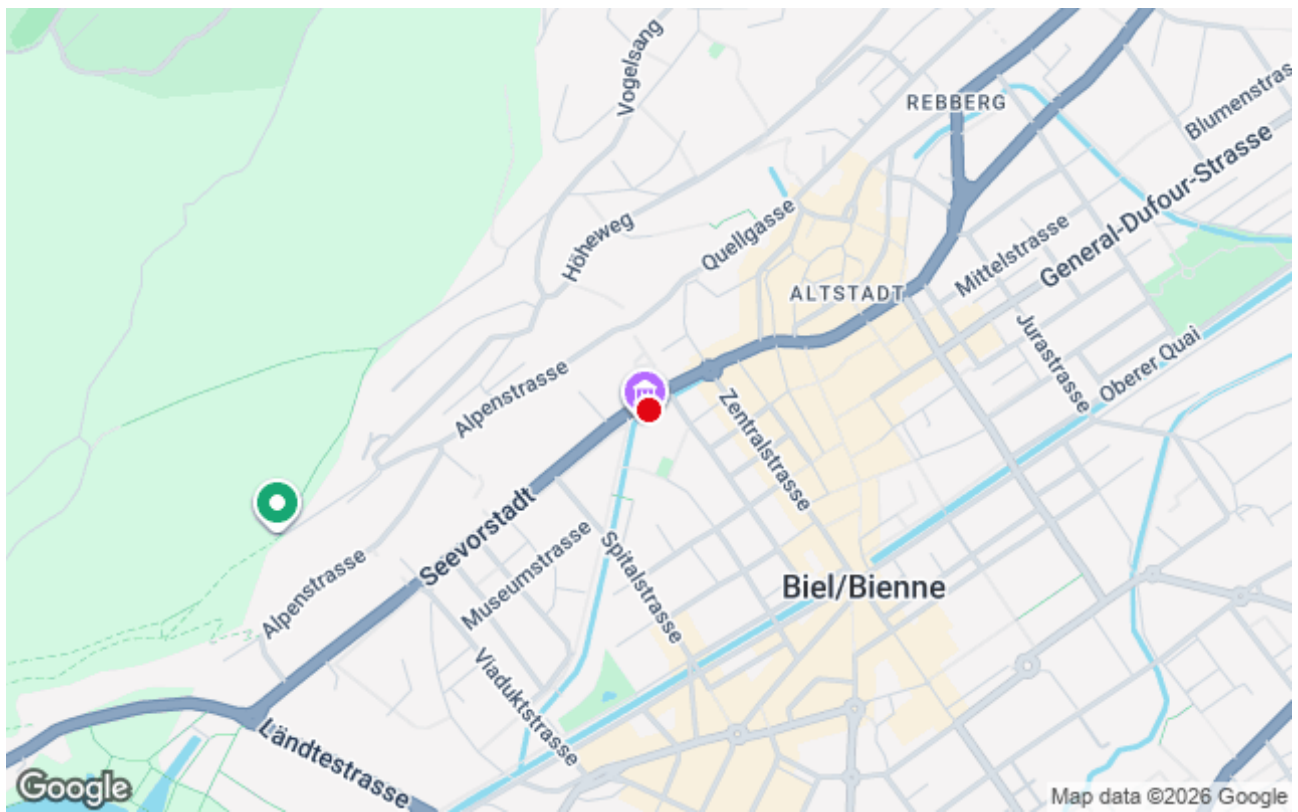 Vogelsang
REBBERG
Blumenstras
General-Dufour-Strasse
Höheweg
Quellgasse
Mittelstrasse
ALTSTADT
Jurastrasse
Oberer Quai
Alpenstrasse
Zentralstrasse
Seevorstadt
Museumstrasse
Spitalstrasse
Biel/Bienne
Alpenstrasse
Viaduktstrasse
Ländtestrasse
Google
Map data ©2026 Google